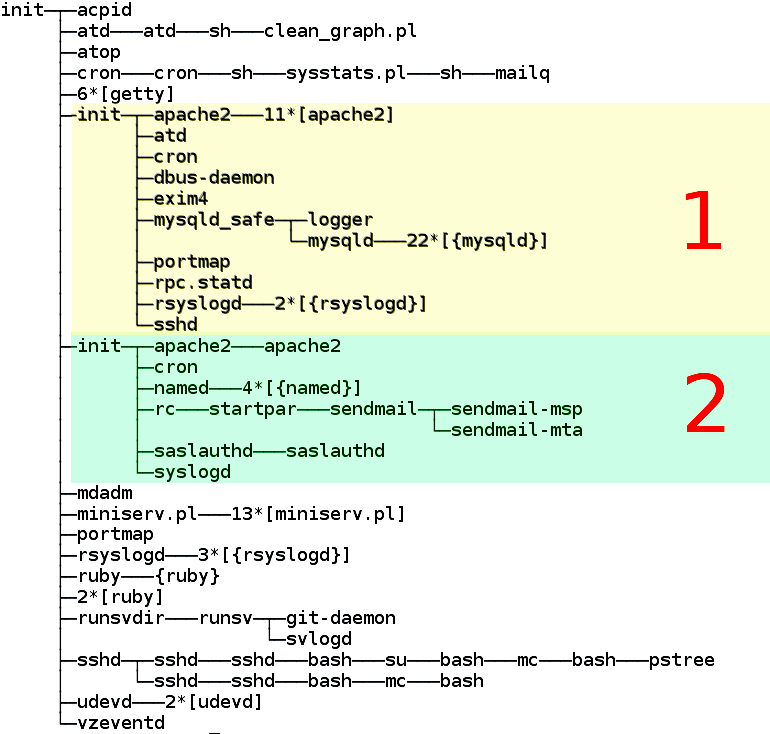 init─┬─acpid
     ├─atd───atd───sh───clean_graph.pl
     ├─atop
     ├─cron───cron───sh───sysstats.pl───sh───mailq
     ├─6*[getty]
     ├─init─┬─apache2───11*[apache2]
     │      ├─atd
     │      ├─cron
     │      ├─dbus-daemon
     │      ├─exim4
     │      ├─mysqld_safe─┬─logger
     │      │             └─mysqld───22*[{mysqld}]
     │      ├─portmap
     │      ├─rpc.statd
     │      ├─rsyslogd───2*[{rsyslogd}]
     │      └─sshd
1
     ├─init─┬─apache2───apache2
     │      ├─cron
     │      ├─named───4*[{named}]
     │      ├─rc───startpar───sendmail─┬─sendmail-msp
     │      │                          └─sendmail-mta
     │      ├─saslauthd───saslauthd
     │      └─syslogd
2
     ├─mdadm
     ├─miniserv.pl───13*[miniserv.pl]
     ├─portmap
     ├─rsyslogd───3*[{rsyslogd}]
     ├─ruby───{ruby}
     ├─2*[ruby]
     ├─runsvdir───runsv─┬─git-daemon
     │                  └─svlogd
     ├─sshd─┬─sshd───sshd───bash───su───bash───mc───bash───pstree
     │      └─sshd───sshd───bash───mc───bash
     ├─udevd───2*[udevd]
     └─vzeventd